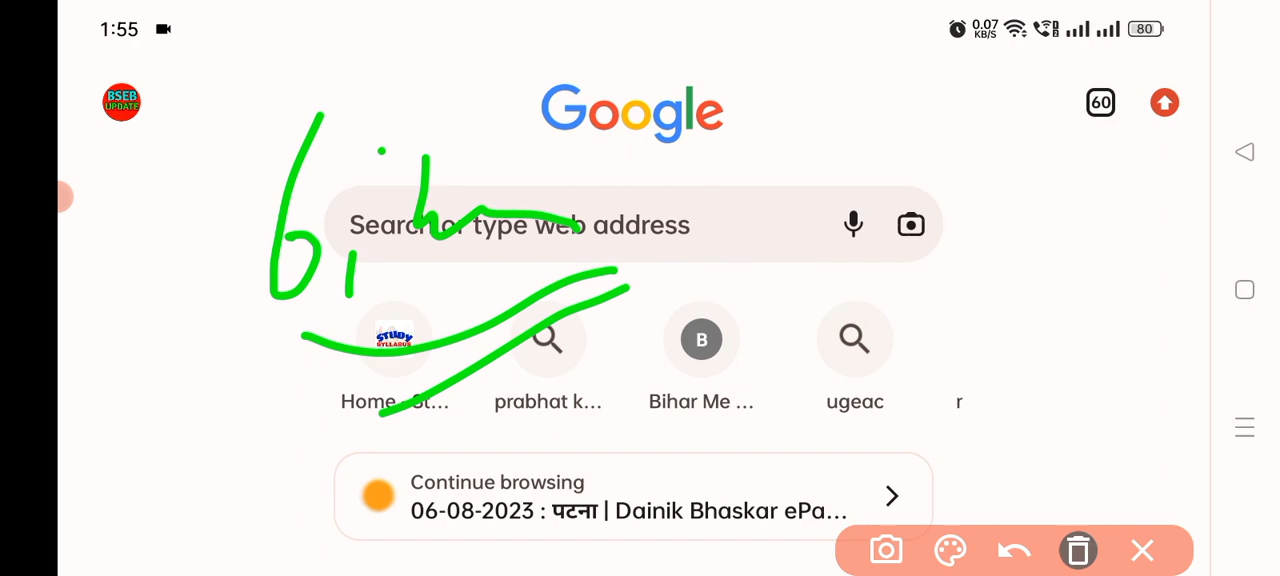 1:55 0.07 KB/S 80
BSEB UPDATE Google 60
bih
Search or type web address
STUDY SYLLABUS B
Home - St... prabhat k... Bihar Me ... ugeac r
Continue browsing
06-08-2023 : पटना | Dainik Bhaskar ePa...